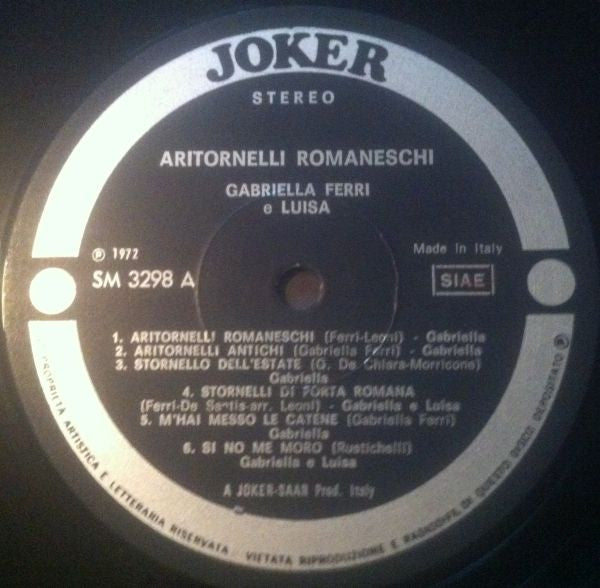 JOKER
STEREO
ARITORNELLI ROMANESCHI
GABRIELLA FERRI
e LUISA
℗ 1972
Made in Italy
SM 3298 A
SIAE
1. ARITORNELLI ROMANESCHI (Ferri-Leoni) - Gabriella
2. ARITORNELLI ANTICHI (Gabriella Ferri) - Gabriella
3. STORNELLO DELL'ESTATE (G. De Chiara-Morricone)
Gabriella
4. STORNELLI DI PORTA ROMANA
(Ferri-De Santis-arr. Leoni) - Gabriella e Luisa
5. M'HAI MESSO LE CATENE (Gabriella Ferri)
Gabriella
6. SI NO ME MORO (Rustichelli)
Gabriella e Luisa
A JOKER-SAAR Prod. Italy
PROPRIETÀ ARTISTICA E LETTERARIA RISERVATA - VIETATA RIPRODUZIONE E RADIODIFF. DI QUESTO DISCO DEPOSITATO ©